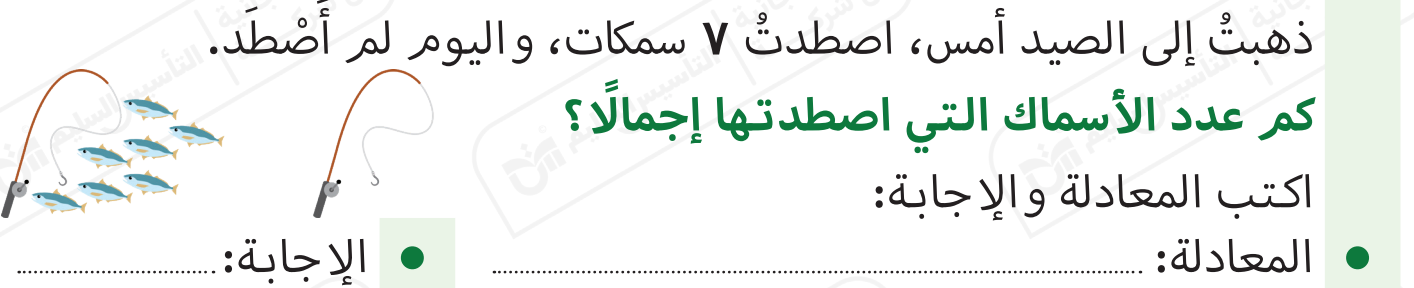 ذهبتُ إلى الصيد أمس، اصطدتُ ٧ سمكات، واليوم لم أَصْطَد.
كم عدد الأسماك التي اصطدتها إجمالًا؟
اكتب المعادلة والإجابة:
المعادلة: ........................ الإجابة: ............